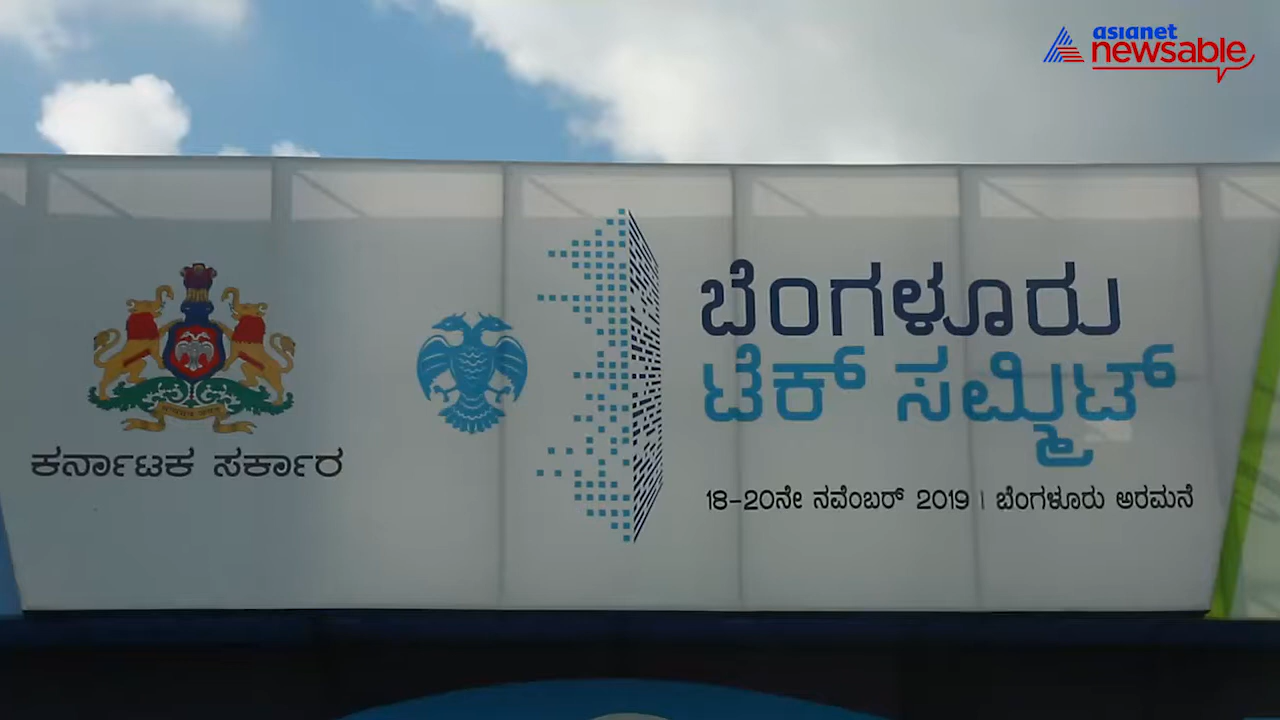 asianet
newsable
ಬೆಂಗಳೂರು
ಟೆಕ್ ಸಮ್ಮಿಟ್
ಕರ್ನಾಟಕ ಸರ್ಕಾರ
18-20ನೇ ನವೆಂಬರ್ 2019 | ಬೆಂಗಳೂರು ಅರಮನೆ